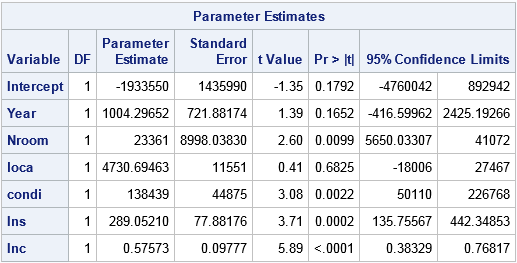 Parameter Estimates
Variable DF Parameter Estimate Standard Error t Value Pr > |t| 95% Confidence Limits
Intercept 1 -1933550 1435990 -1.35 0.1792 -4760042 892942
Year 1 1004.29652 721.88174 1.39 0.1652 -416.59962 2425.19266
Nroom 1 23361 8998.03830 2.60 0.0099 5650.03307 41072
loca 1 4730.69463 11551 0.41 0.6825 -18006 27467
condi 1 138439 44875 3.08 0.0022 50110 226768
Ins 1 289.05210 77.88176 3.71 0.0002 135.75567 442.34853
Inc 1 0.57573 0.09777 5.89 <.0001 0.38329 0.76817